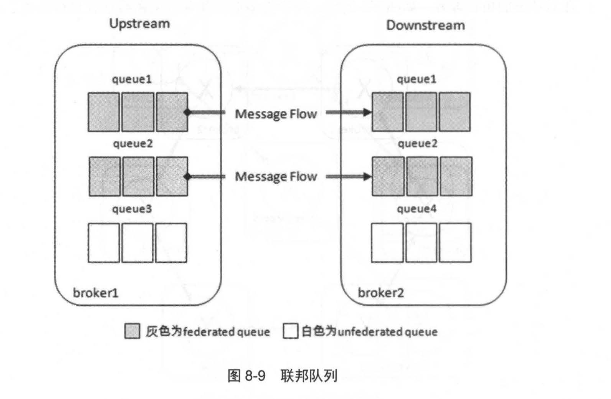 Upstream
Downstream
queue1
queue1
Message Flow
queue2
queue2
Message Flow
queue3
queue4
broker1
broker2
灰色为federated queue
白色为unfederated queue
图 8-9 联邦队列